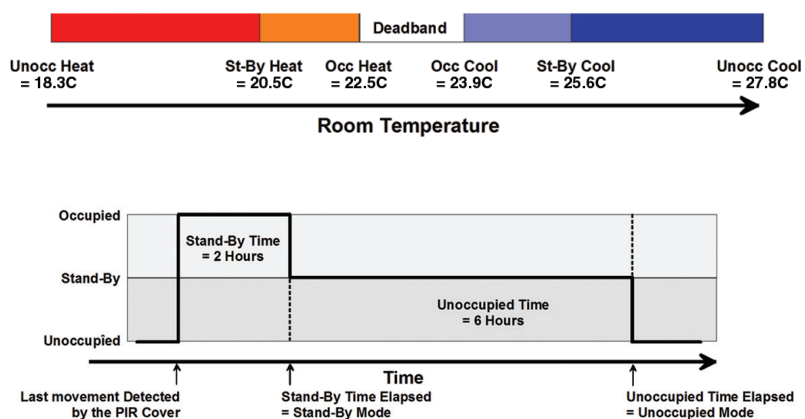 Deadband
Unocc Heat
= 18.3C
St-By Heat
= 20.5C
Occ Heat
= 22.5C
Occ Cool
= 23.9C
St-By Cool
= 25.6C
Unocc Cool
= 27.8C
Room Temperature
Occupied
Stand-By
Unoccupied
Stand-By Time
= 2 Hours
Unoccupied Time
= 6 Hours
Time
Last movement Detected
by the PIR Cover
Stand-By Time Elapsed
= Stand-By Mode
Unoccupied Time Elapsed
= Unoccupied Mode